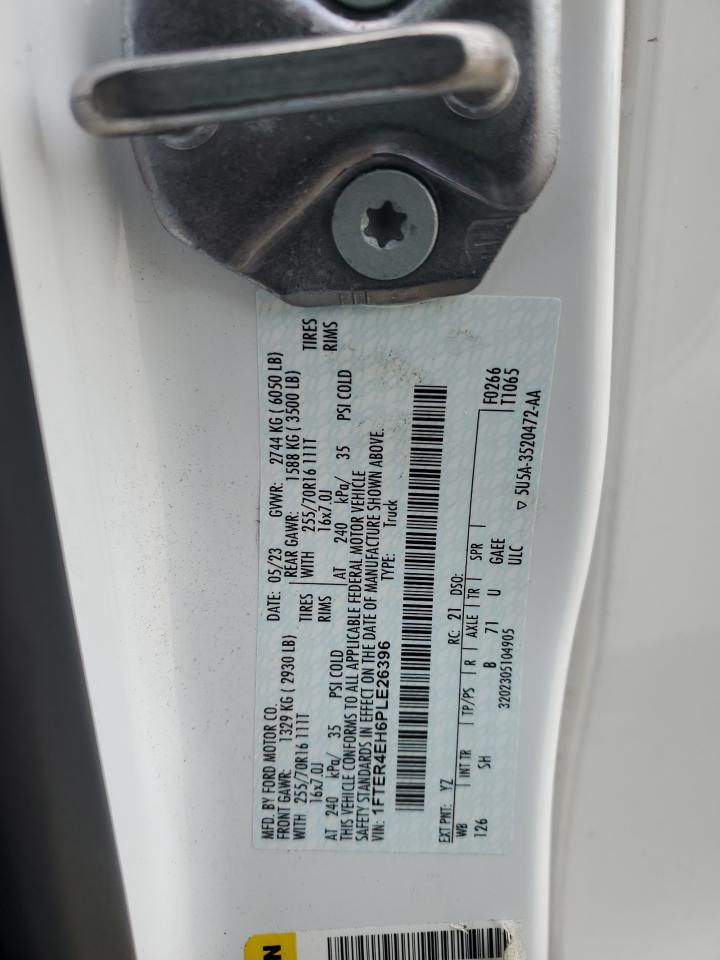 MFD. BY FORD MOTOR CO.
DATE: 05/23
GVWR: 2744 KG ( 6050 LB)
FRONT GAWR: 1329 KG ( 2930 LB)
REAR GAWR: 1588 KG ( 3500 LB)
WITH 255/70R16 111T TIRES
WITH 255/70R16 111T TIRES
16x7.0J RIMS
16x7.0J RIMS
AT 240 kPa/ 35 PSI COLD
AT 240 kPa/ 35 PSI COLD
THIS VEHICLE CONFORMS TO ALL APPLICABLE FEDERAL MOTOR VEHICLE
SAFETY STANDARDS IN EFFECT ON THE DATE OF MANUFACTURE SHOWN ABOVE.
VIN: 1FTER4EH6PLE26396
TYPE: Truck
EXT PNT: YZ RC: 21 DSO: F0266
WB INT TR TP/PS R AXLE TR SPR T1065
126 SH B 71 U GAEE
3202305104905 ULC ▽ 5U5A-3520472-AA